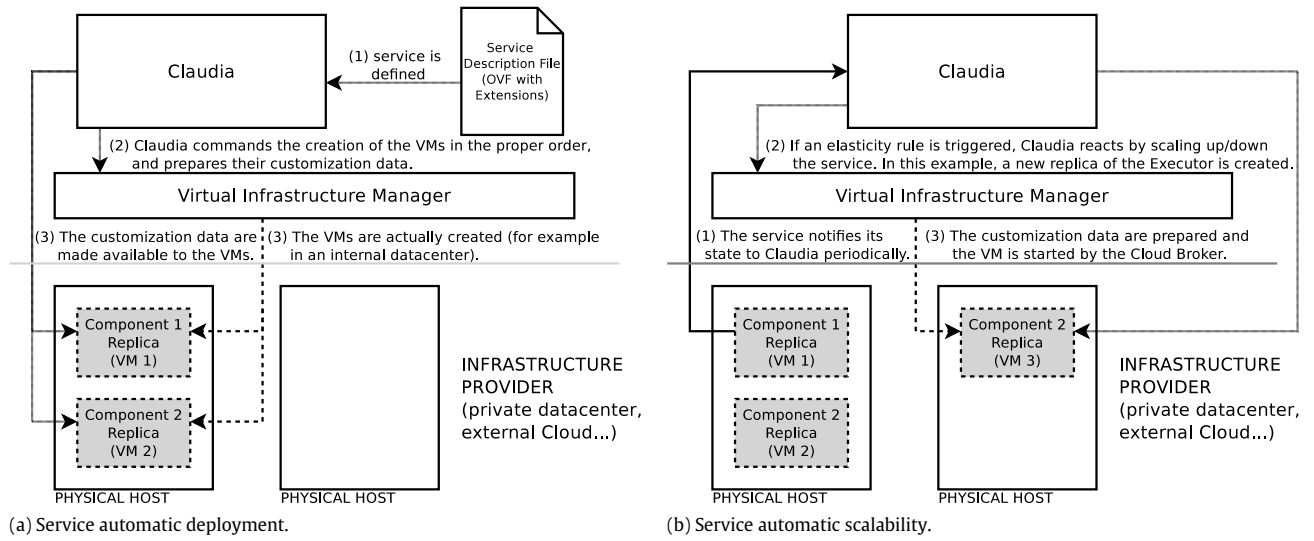 Claudia
(1) service is
defined
Service
Description File
(OVF with
Extensions)
(2) Claudia commands the creation of the VMs in the proper order,
and prepares their customization data.
Virtual Infrastructure Manager
(3) The customization data are
made available to the VMs.
(3) The VMs are actually created (for example
in an internal datacenter).
Component 1
Replica
(VM 1)
Component 2
Replica
(VM 2)
INFRASTRUCTURE
PROVIDER
(private datacenter,
external Cloud...)
PHYSICAL HOST
PHYSICAL HOST
(a) Service automatic deployment.
Claudia
(2) If an elasticity rule is triggered, Claudia reacts by scaling up/down
the service. In this example, a new replica of the Executor is created.
Virtual Infrastructure Manager
(1) The service notifies its
state to Claudia periodically.
(3) The customization data are prepared and
the VM is started by the Cloud Broker.
Component 1
Replica
(VM 1)
Component 2
Replica
(VM 2)
Component 2
Replica
(VM 3)
INFRASTRUCTURE
PROVIDER
(private datacenter,
external Cloud...)
PHYSICAL HOST
PHYSICAL HOST
(b) Service automatic scalability.